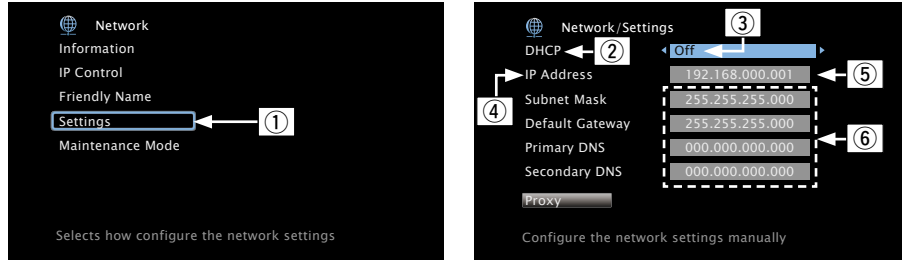 Network
Information
IP Control
Friendly Name
Settings
①
Maintenance Mode
Selects how configure the network settings
Network/Settings
③
DHCP
②
Off
④
IP Address
192.168.000.001
⑤
Subnet Mask
255.255.255.000
Default Gateway
255.255.255.000
⑥
Primary DNS
000.000.000.000
Secondary DNS
000.000.000.000
Proxy
Configure the network settings manually